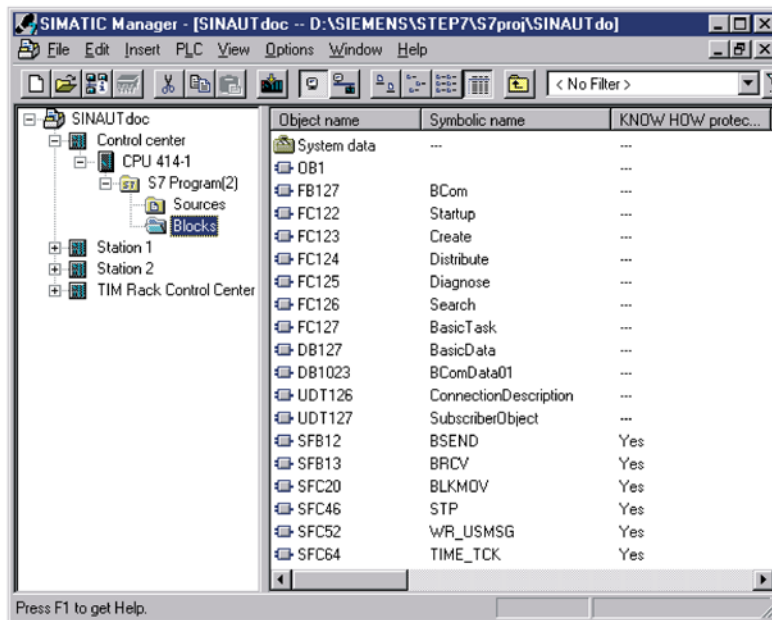 SIMATIC Manager - [SINAUTdoc -- D:\SIEMENS\STEP7\S7proj\SINAUTdo]
File Edit Insert PLC View Options Window Help
< No Filter >
SINAUTdoc
Control center
CPU 414-1
S7 Program(2)
Sources
Blocks
Station 1
Station 2
TIM Rack Control Center
Object name Symbolic name KNOW HOW protec...
System data --- ---
OB1 ---
FB127 BCom ---
FC122 Startup ---
FC123 Create ---
FC124 Distribute ---
FC125 Diagnose ---
FC126 Search ---
FC127 BasicTask ---
DB127 BasicData ---
DB1023 BComData01 ---
UDT126 ConnectionDescription ---
UDT127 SubscriberObject ---
SFB12 BSEND Yes
SFB13 BRCV Yes
SFC20 BLKMOV Yes
SFC46 STP Yes
SFC52 WR_USMSG Yes
SFC64 TIME_TCK Yes
Press F1 to get Help.